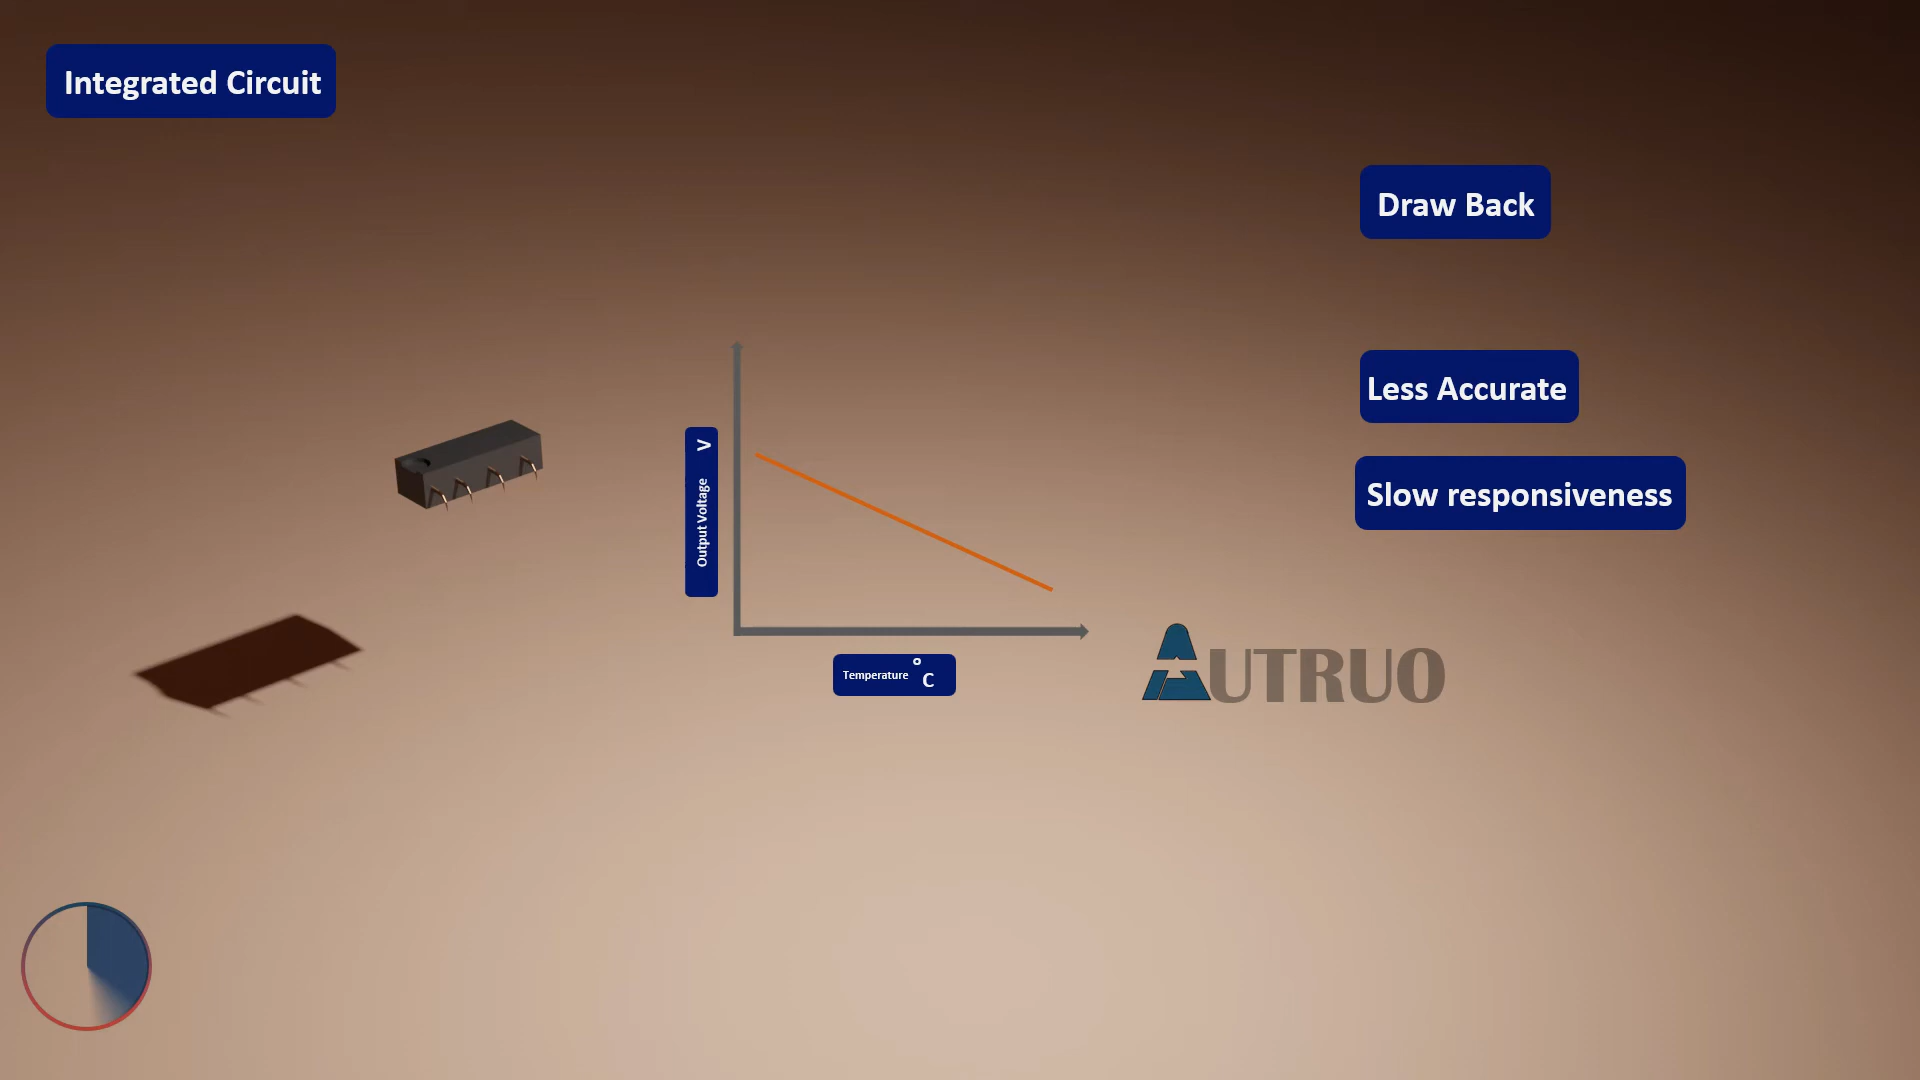 Integrated Circuit
Draw Back
Less Accurate
Slow responsiveness
Output Voltage V
Temperature °C
AUTRUO